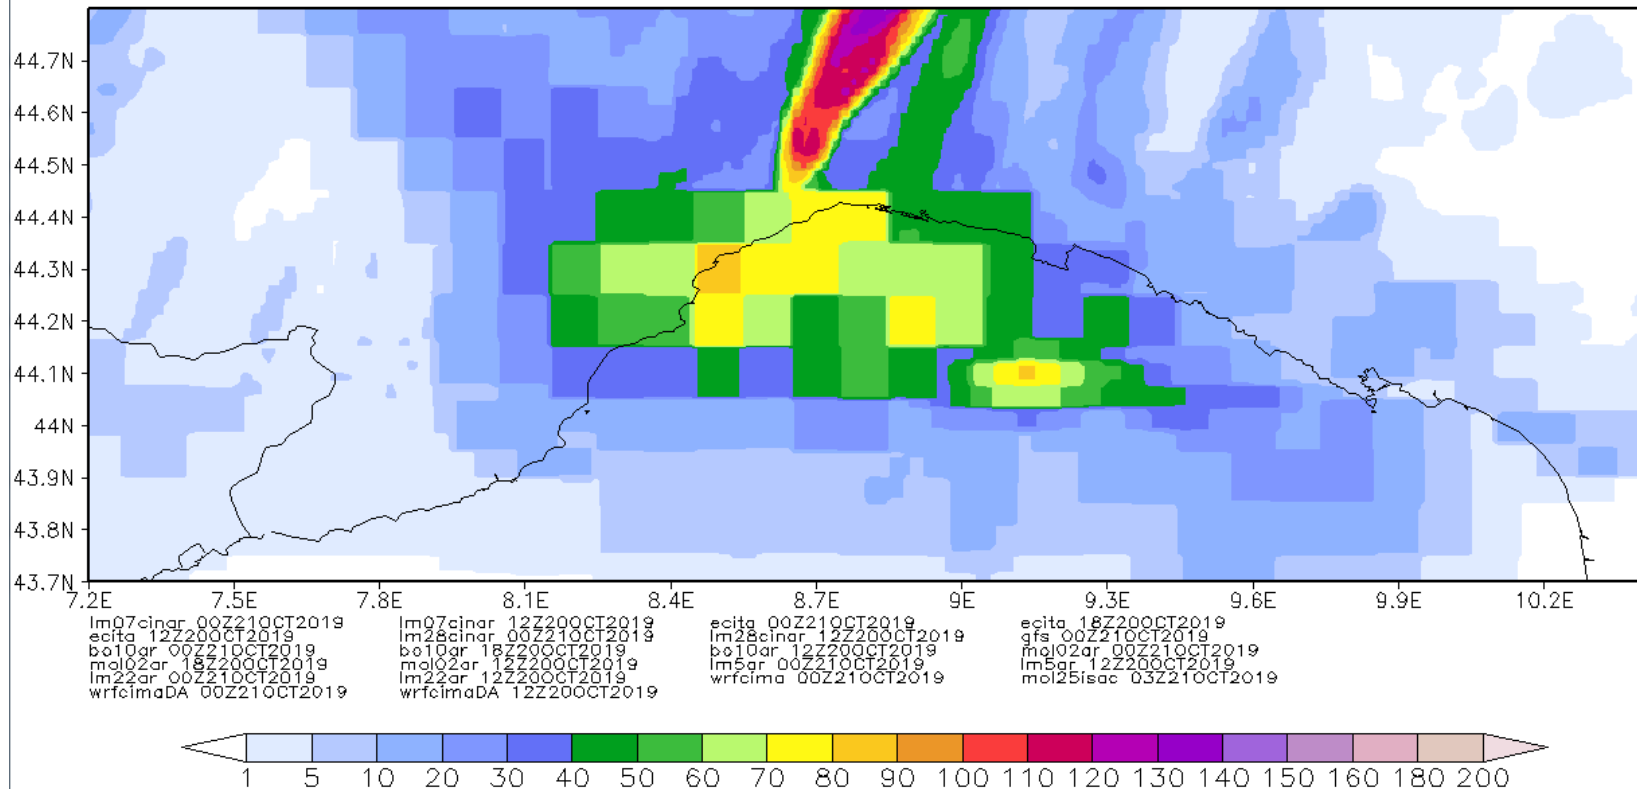 44.7N
44.6N
44.5N
44.4N
44.3N
44.2N
44.1N
44N
43.9N
43.8N
43.7N
7.2E 7.5E 7.8E 8.1E 8.4E 8.7E 9E 9.3E 9.6E 9.9E 10.2E
lm07cinar 00Z21OCT2019 lm07cinar 12Z20OCT2019 ecita 00Z21OCT2019 ecita 18Z20OCT2019
ecita 12Z20OCT2019 lm28cinar 00Z21OCT2019 lm28cinar 12Z20OCT2019 gfs 00Z21OCT2019
bo10ar 00Z21OCT2019 bo10ar 18Z20OCT2019 bo10ar 12Z20OCT2019 mol02ar 00Z21OCT2019
mol02ar 18Z20OCT2019 mol02ar 12Z20OCT2019 lm5ar 00Z21OCT2019 lm5ar 12Z20OCT2019
lm22ar 00Z21OCT2019 lm22ar 12Z20OCT2019 wrfcima 00Z21OCT2019 mol25isac 03Z21OCT2019
wrfcimaDA 00Z21OCT2019 wrfcimaDA 12Z20OCT2019
1 5 10 20 30 40 50 60 70 80 90 100 110 120 130 140 150 160 180 200